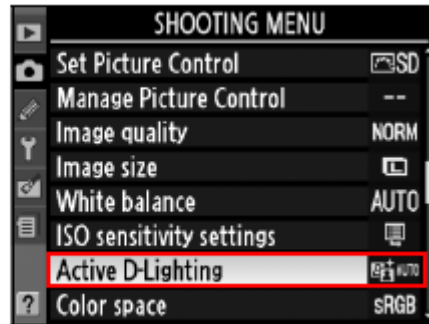 SHOOTING MENU
Set Picture Control SD
Manage Picture Control --
Image quality NORM
Image size L
White balance AUTO
ISO sensitivity settings
Active D-Lighting AUTO
Color space sRGB
?